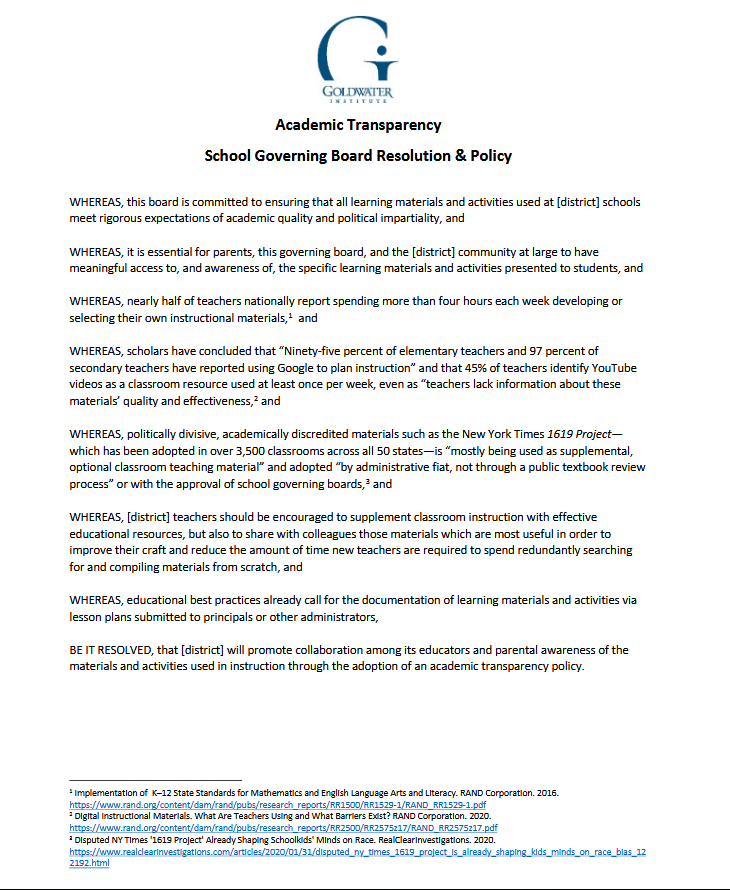 GOLDWATER
INSTITUTE
Academic Transparency
School Governing Board Resolution & Policy
WHEREAS, this board is committed to ensuring that all learning materials and activities used at [district] schools
meet rigorous expectations of academic quality and political impartiality, and
WHEREAS, it is essential for parents, this governing board, and the [district] community at large to have
meaningful access to, and awareness of, the specific learning materials and activities presented to students, and
WHEREAS, nearly half of teachers nationally report spending more than four hours each week developing or
selecting their own instructional materials,¹ and
WHEREAS, scholars have concluded that “Ninety-five percent of elementary teachers and 97 percent of
secondary teachers have reported using Google to plan instruction” and that 45% of teachers identify YouTube
videos as a classroom resource used at least once per week, even as “teachers lack information about these
materials’ quality and effectiveness,² and
WHEREAS, politically divisive, academically discredited materials such as the New York Times 1619 Project—
which has been adopted in over 3,500 classrooms across all 50 states—is “mostly being used as supplemental,
optional classroom teaching material” and adopted “by administrative fiat, not through a public textbook review
process” or with the approval of school governing boards,³ and
WHEREAS, [district] teachers should be encouraged to supplement classroom instruction with effective
educational resources, but also to share with colleagues those materials which are most useful in order to
improve their craft and reduce the amount of time new teachers are required to spend redundantly searching
for and compiling materials from scratch, and
WHEREAS, educational best practices already call for the documentation of learning materials and activities via
lesson plans submitted to principals or other administrators,
BE IT RESOLVED, that [district] will promote collaboration among its educators and parental awareness of the
materials and activities used in instruction through the adoption of an academic transparency policy.
¹ Implementation of K–12 State Standards for Mathematics and English Language Arts and Literacy. RAND Corporation. 2016.
https://www.rand.org/content/dam/rand/pubs/research_reports/RR1500/RR1529-1/RAND_RR1529-1.pdf
² Digital Instructional Materials. What Are Teachers Using and What Barriers Exist? RAND Corporation. 2020.
https://www.rand.org/content/dam/rand/pubs/research_reports/RR2500/RR2575z17/RAND_RR2575z17.pdf
³ Disputed NY Times '1619 Project' Already Shaping Schoolkids' Minds on Race. RealClearInvestigations. 2020.
https://www.realclearinvestigations.com/articles/2020/01/31/disputed_ny_times_1619_project_is_already_shaping_kids_minds_on_race_bias_12
2192.html